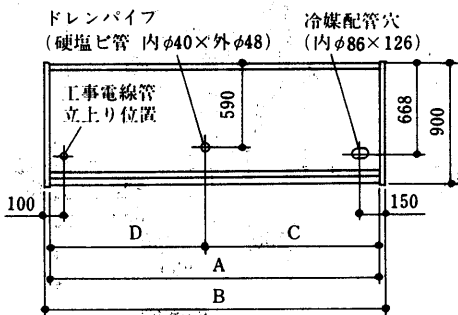 ドレンパイプ
(硬塩ビ管 内φ40×外φ48)
冷媒配管穴
(内φ86×126)
工事電線管
立上り位置
590
668
900
100
150
D
C
A
B